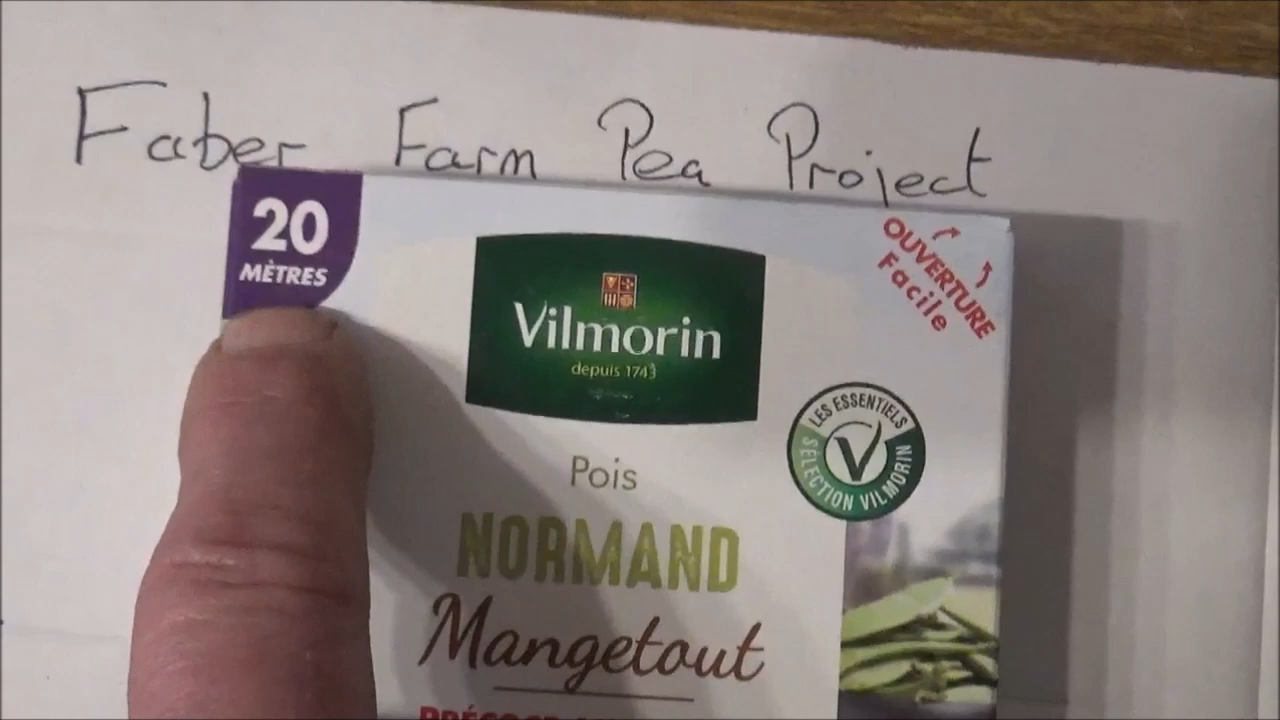 Faber Farm Pea Project
20
MÈTRES
OUVERTURE
Facile
Vilmorin
depuis 1743
LES ESSENTIELS
SÉLECTION VILMORIN
Pois
NORMAND
Mangetout